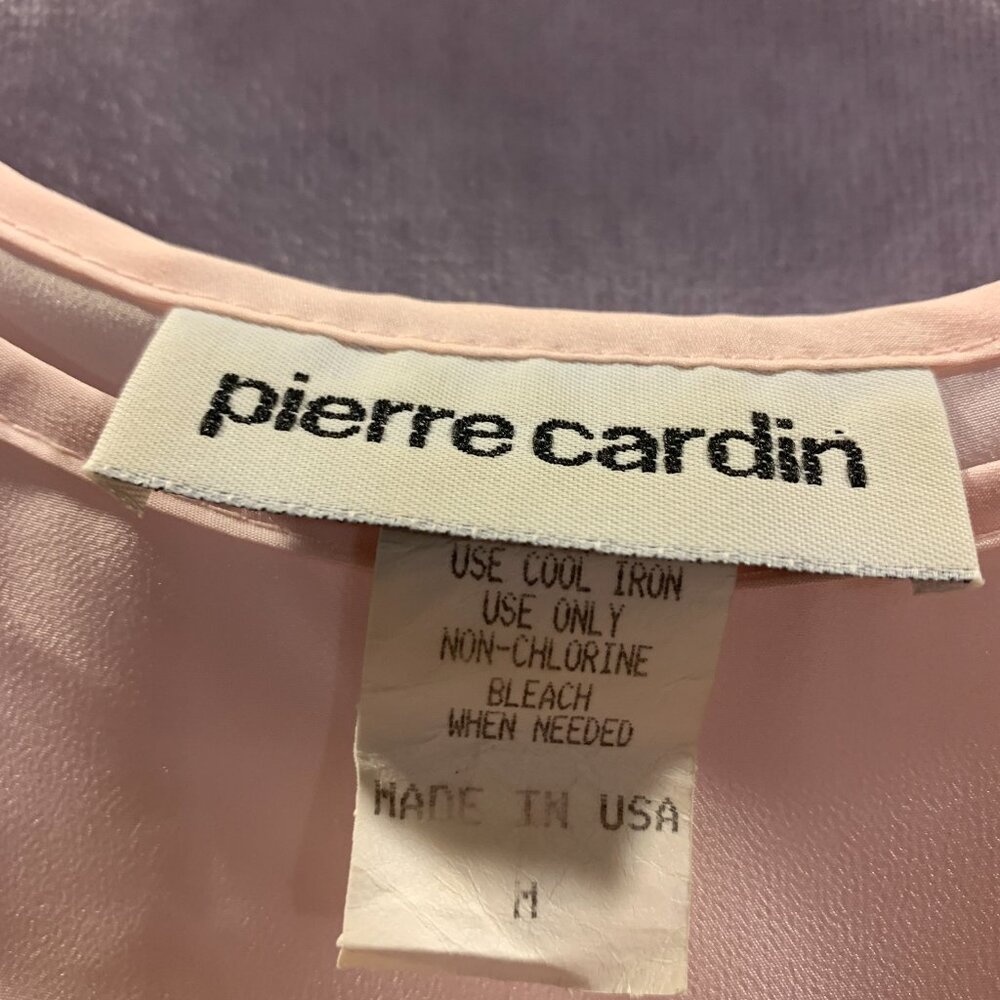 pierre cardin
USE COOL IRON
USE ONLY
NON-CHLORINE
BLEACH
WHEN NEEDED
MADE IN USA
M